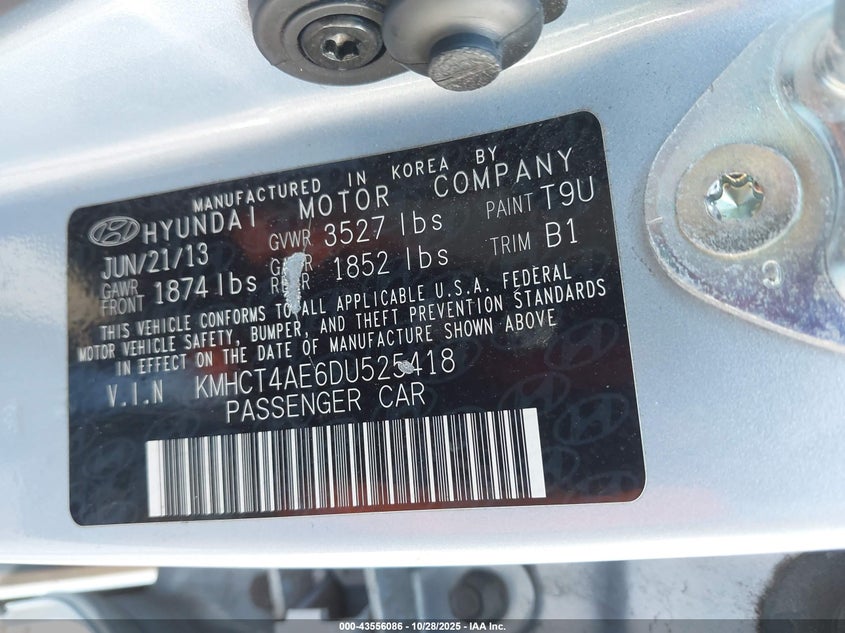 MANUFACTURED IN KOREA BY
HYUNDAI MOTOR COMPANY
JUN/21/13 GVWR 3527 lbs PAINT T9U
GAWR FRONT 1874 lbs GAWR REAR 1852 lbs TRIM B1
THIS VEHICLE CONFORMS TO ALL APPLICABLE U.S.A. FEDERAL
MOTOR VEHICLE SAFETY, BUMPER, AND THEFT PREVENTION STANDARDS
IN EFFECT ON THE DATE OF MANUFACTURE SHOWN ABOVE
V.I.N KMHCT4AE6DU525418
PASSENGER CAR
000-43556086 - 10/28/2025 - IAA Inc.